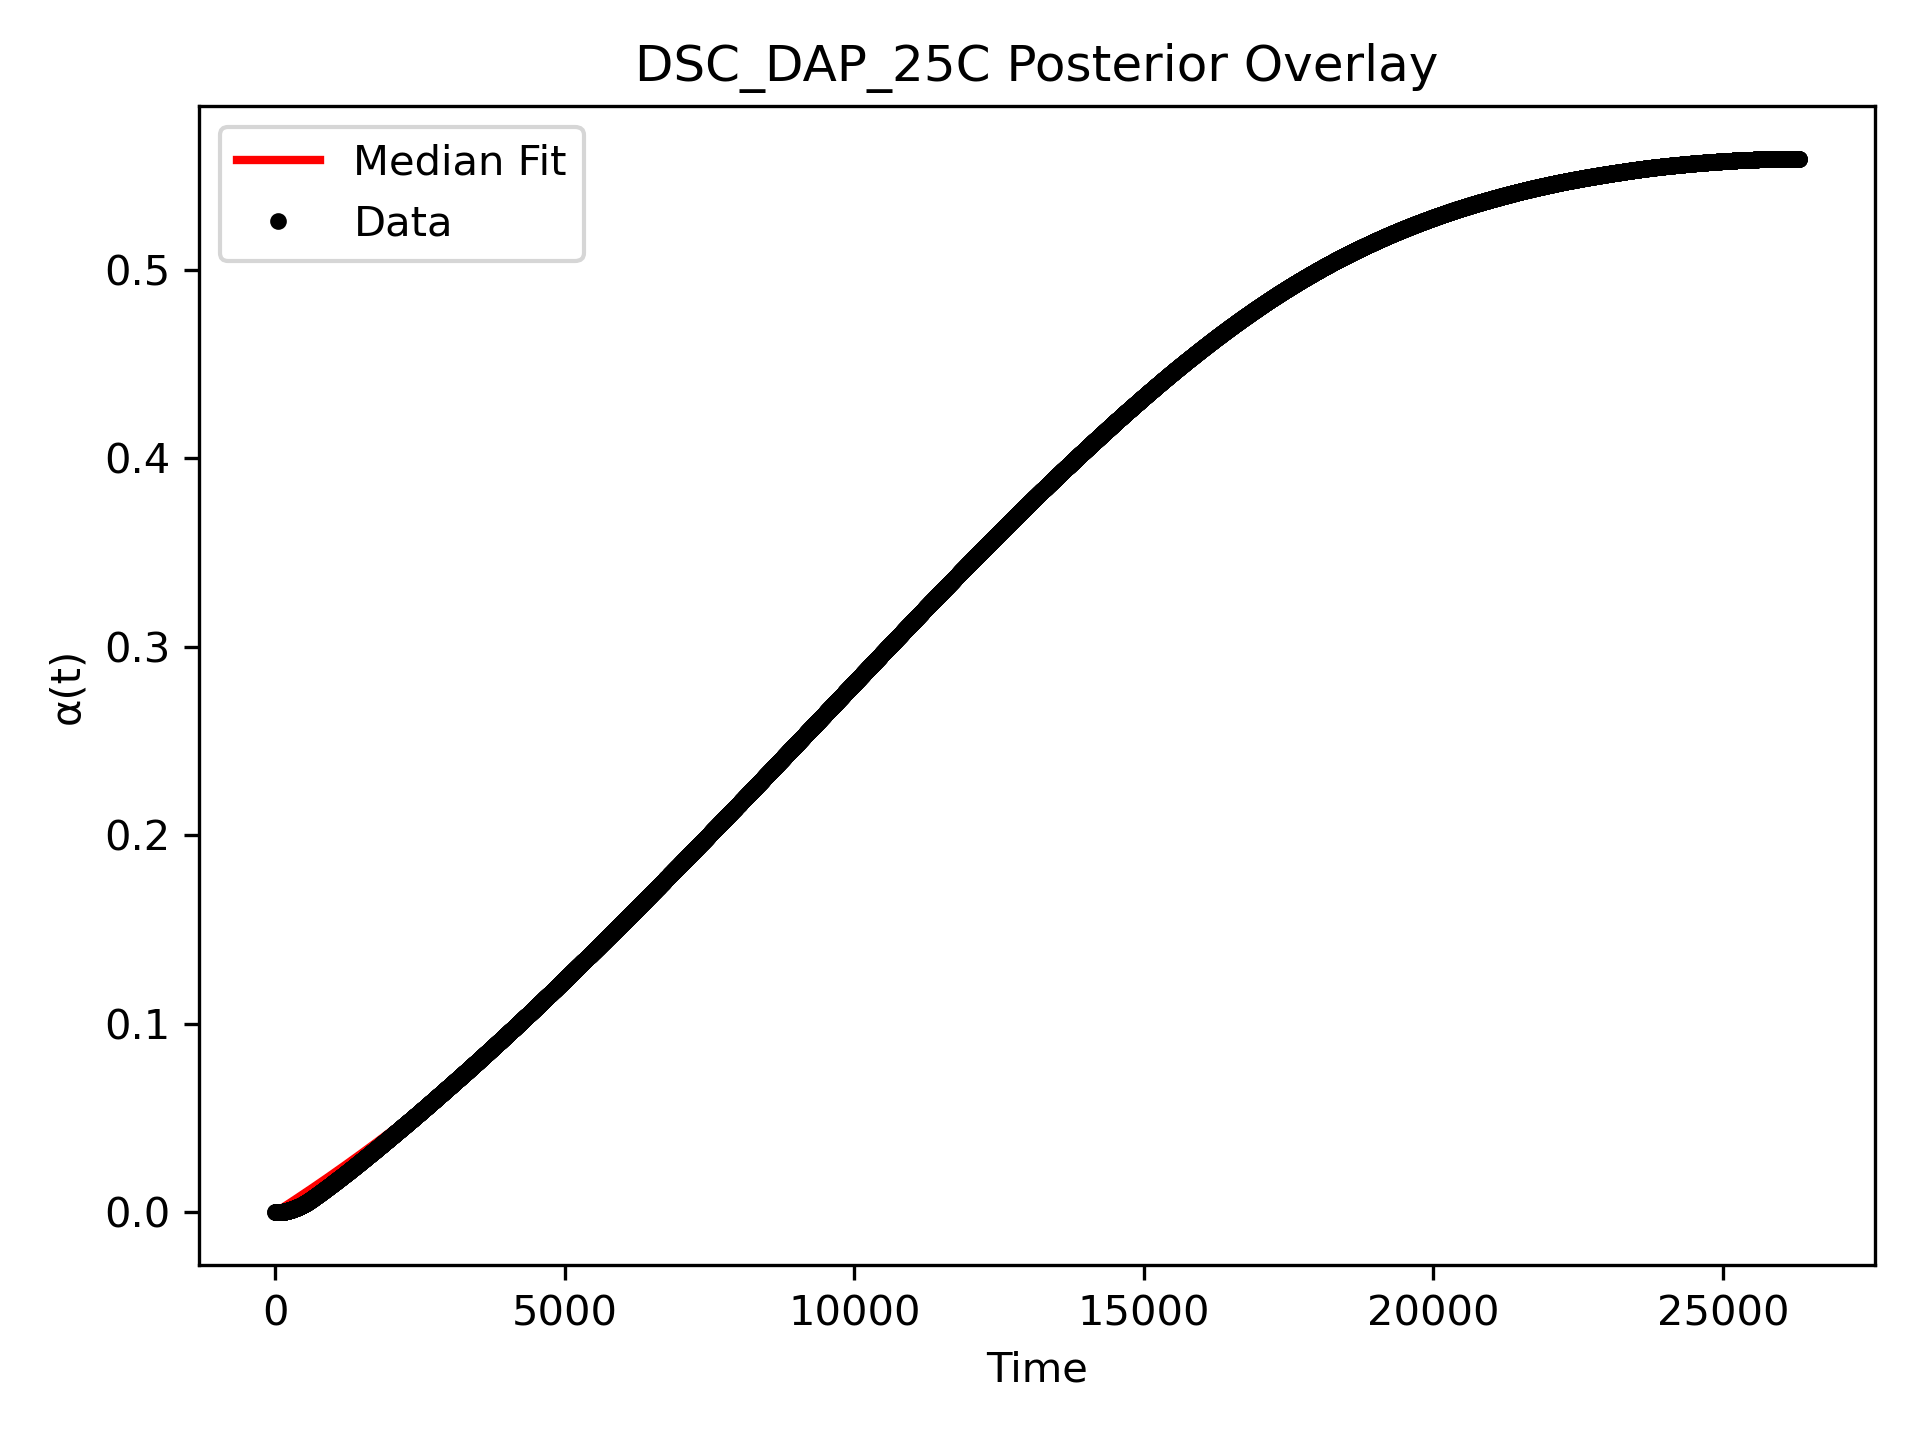 DSC_DAP_25C Posterior Overlay
Median Fit
Data
0.5
0.4
0.3
0.2
0.1
0.0
α(t)
0 5000 10000 15000 20000 25000
Time